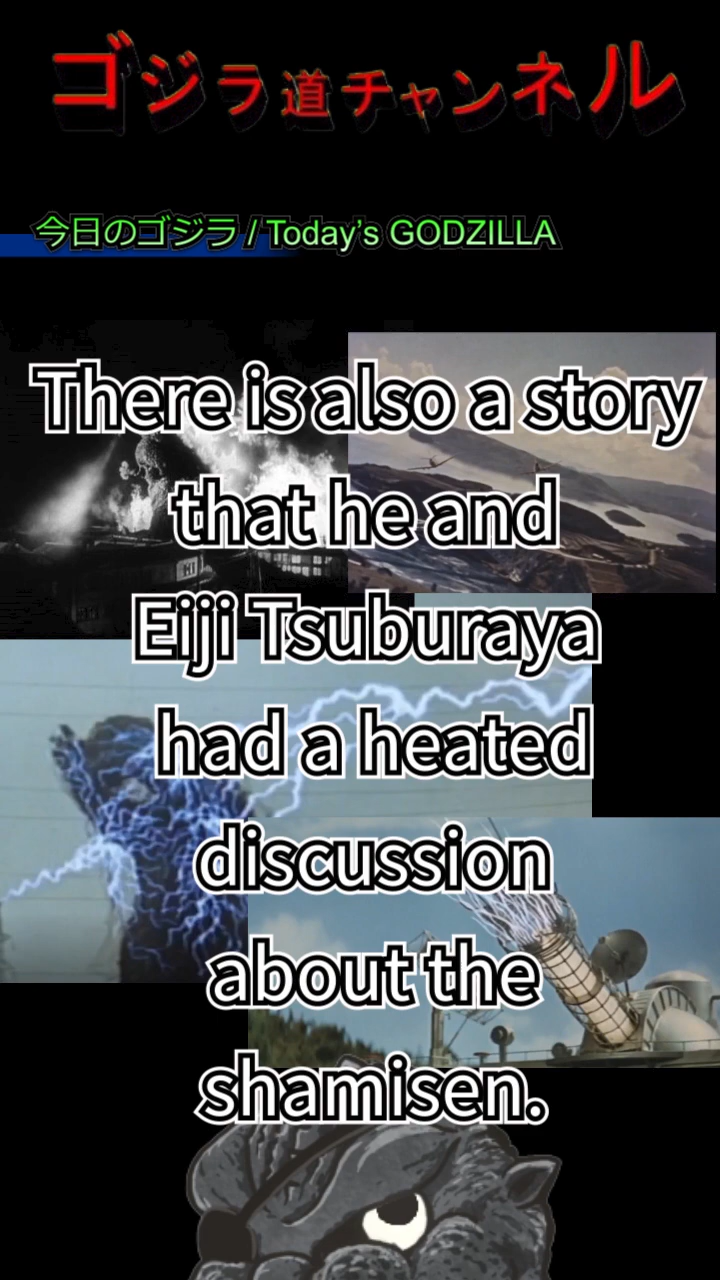 ゴジラ道チャンネル
今日のゴジラ / Today's GODZILLA
There is also a story
that he and
Eiji Tsuburaya
had a heated
discussion
about the
shamisen.